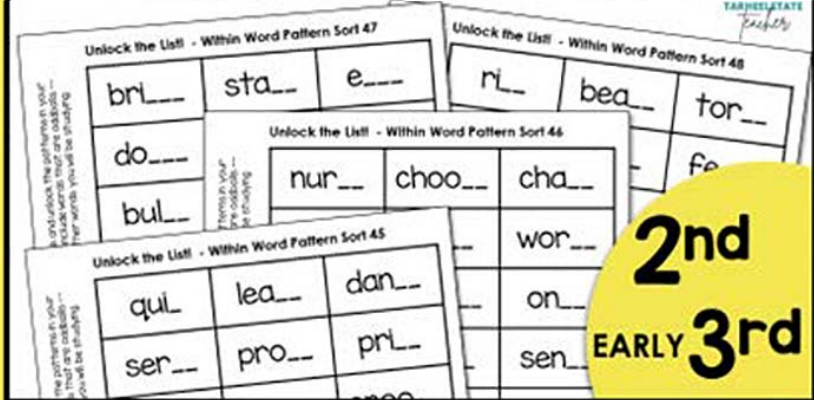 TARHEELSTATE
Teacher
Unlock the List! - Within Word Pattern Sort 47
bri___ sta__ e___
do___
bul__
Unlock the List! - Within Word Pattern Sort 48
ri__ bea__ tor__
fe
Unlock the List! - Within Word Pattern Sort 46
nur__ choo__ cha__
wor__
on__
sen__
Unlock the List! - Within Word Pattern Sort 45
qui_ lea__ dan__
ser__ pro__ pri__
2nd
EARLY 3rd